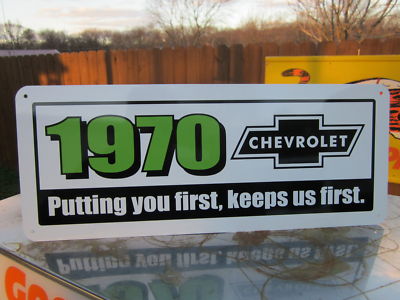 1970
CHEVROLET
Putting you first, keeps us first.